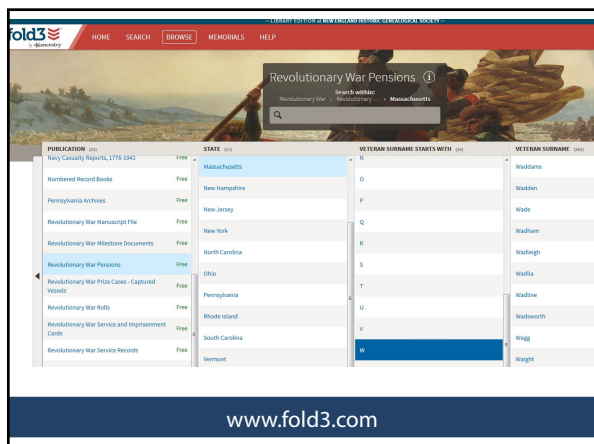 — LIBRARY EDITION at NEW ENGLAND HISTORIC GENEALOGICAL SOCIETY —
fold3
by ancestry
HOME SEARCH BROWSE MEMORIALS HELP
Revolutionary War Pensions
Search within:
Revolutionary War › Revolutionary ... › Massachusetts
PUBLICATION
Navy Casualty Reports, 1776-1941 Free
Numbered Record Books Free
Pennsylvania Archives Free
Revolutionary War Manuscript File Free
Revolutionary War Milestone Documents Free
Revolutionary War Pensions Free
Revolutionary War Prize Cases - Captured Free
Vessels
Revolutionary War Rolls Free
Revolutionary War Service and Imprisonment Free
Cards
Revolutionary War Service Records Free
STATE
Massachusetts
New Hampshire
New Jersey
New York
North Carolina
Ohio
Pennsylvania
Rhode Island
South Carolina
Vermont
VETERAN SURNAME STARTS WITH
N
O
P
Q
R
S
T
U
V
W
VETERAN SURNAME
Waddams
Wadden
Wade
Wadham
Wadleigh
Wadlia
Wadline
Wadsworth
Wagg
Waight
www.fold3.com